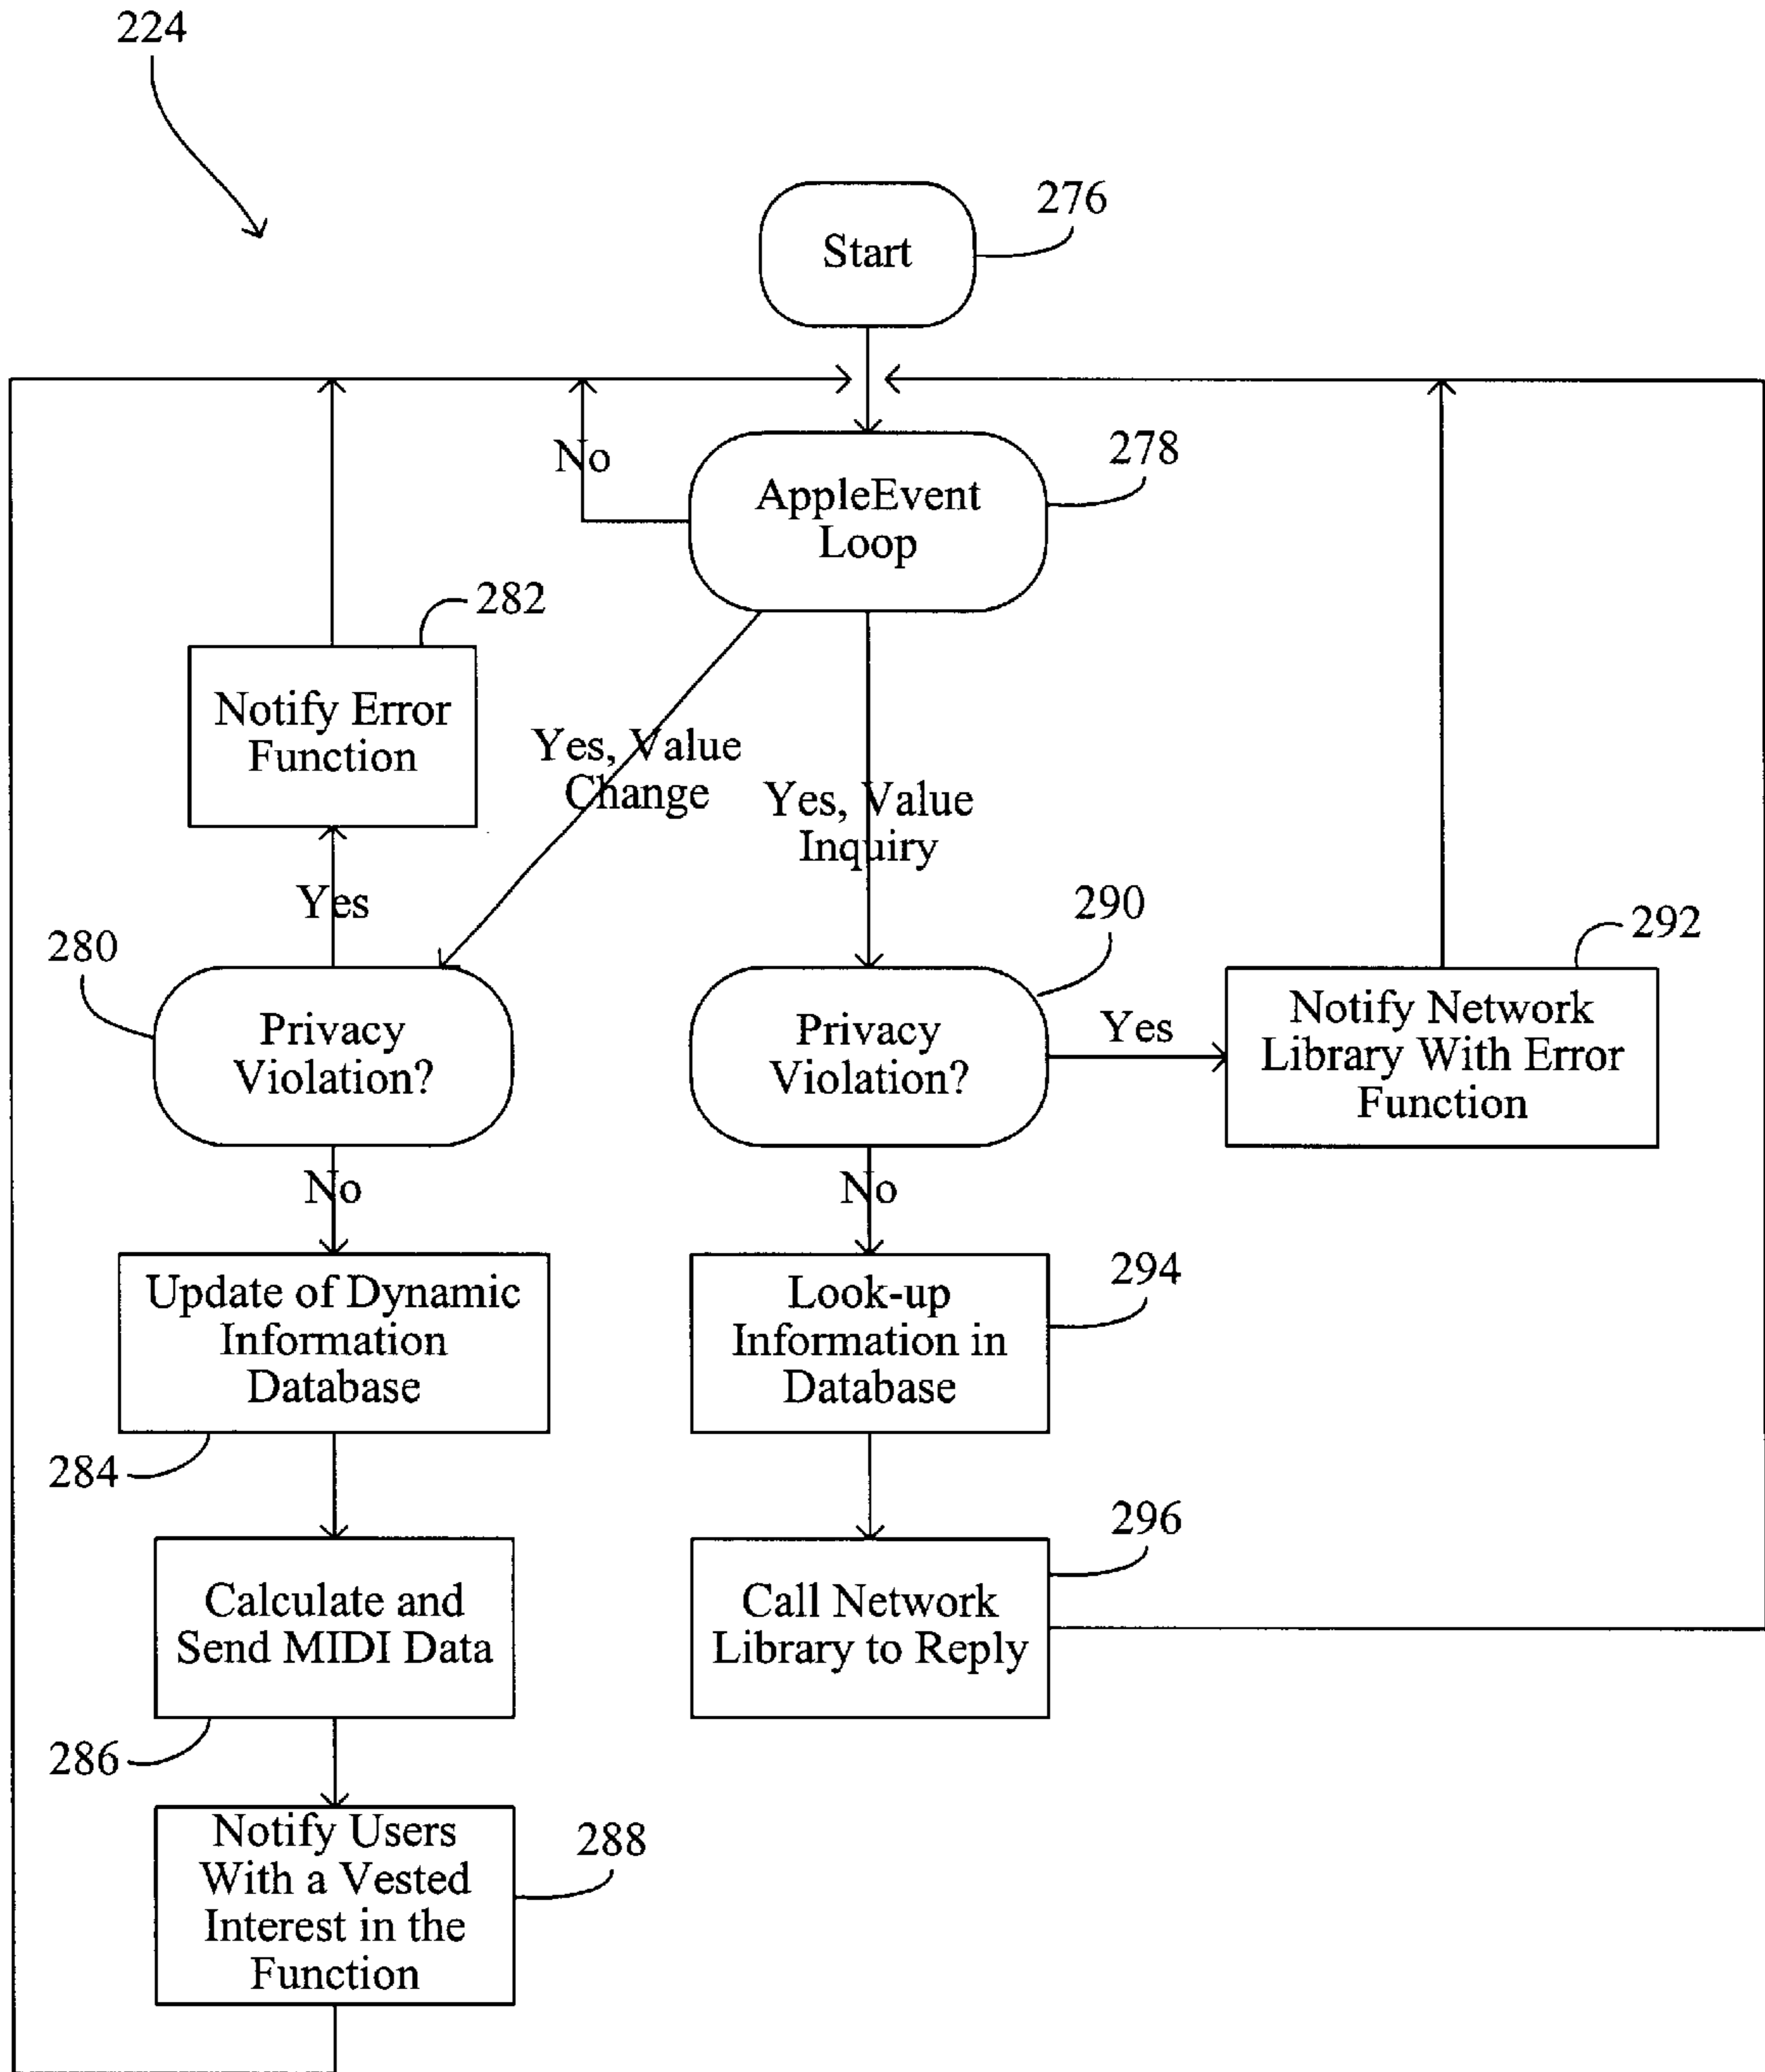 224
276
Start
278
No
AppleEvent
Loop
282
Notify Error
Function
Yes, Value
Change
Yes, Value
Inquiry
Yes
290
292
280
Privacy
Violation?
Privacy
Violation?
Yes
Notify Network
Library With Error
Function
No
No
Update of Dynamic
Information
Database
284
Look-up
Information in
Database
294
Calculate and
Send MIDI Data
286
Call Network
Library to Reply
296
Notify Users
With a Vested
Interest in the
Function
288